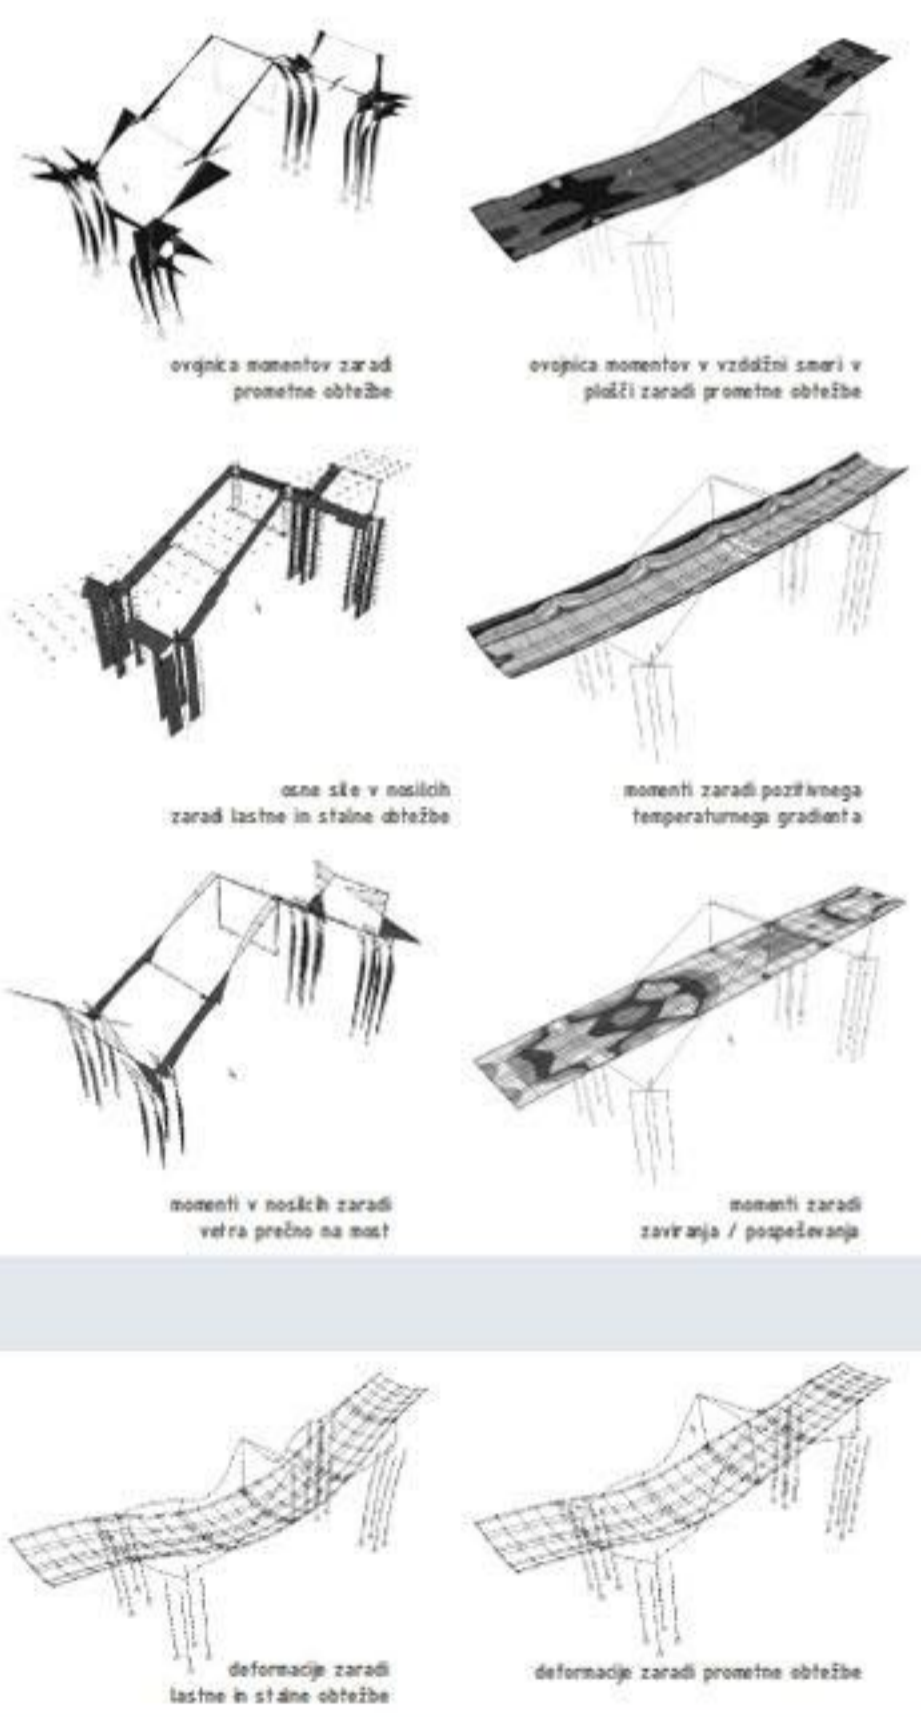 ovojnica momentov zaradi
prometne obtežbe
ovojnica momentov v vzdolžni smeri v
plošči zaradi prometne obtežbe
osne sile v nosilcih
zaradi lastne in stalne obtežbe
momenti zaradi pozitivnega
temperaturnega gradienta
momenti v nosilcih zaradi
vetra prečno na most
momenti zaradi
zaviranja / pospeševanja
deformacije zaradi
lastne in stalne obtežbe
deformacije zaradi prometne obtežbe